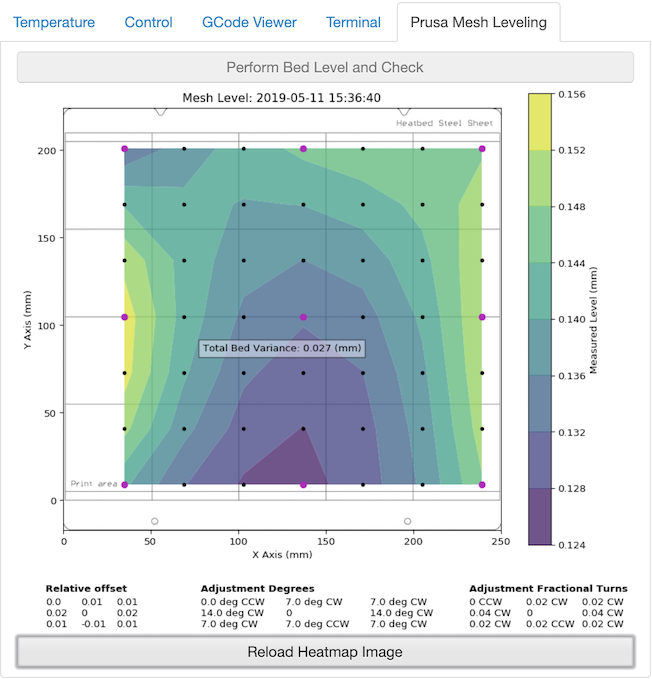 Temperature Control GCode Viewer Terminal Prusa Mesh Leveling
Perform Bed Level and Check
Mesh Level: 2019-05-11 15:36:40
Heatbed Steel Sheet
Y Axis (mm)
200
150
100
50
0
Total Bed Variance: 0.027 (mm)
Print area
0 50 100 150 200 250
X Axis (mm)
0.156
0.152
0.148
0.144
0.140
0.136
0.132
0.128
0.124
Measured Level (mm)
Relative offset
0.0 0.01 0.01
0.02 0 0.02
0.01 -0.01 0.01
Adjustment Degrees
0.0 deg CCW 7.0 deg CW 7.0 deg CW
14.0 deg CW 0 14.0 deg CW
7.0 deg CW 7.0 deg CCW 7.0 deg CW
Adjustment Fractional Turns
0 CCW 0.02 CW 0.02 CW
0.04 CW 0 0.04 CW
0.02 CW 0.02 CCW 0.02 CW
Reload Heatmap Image